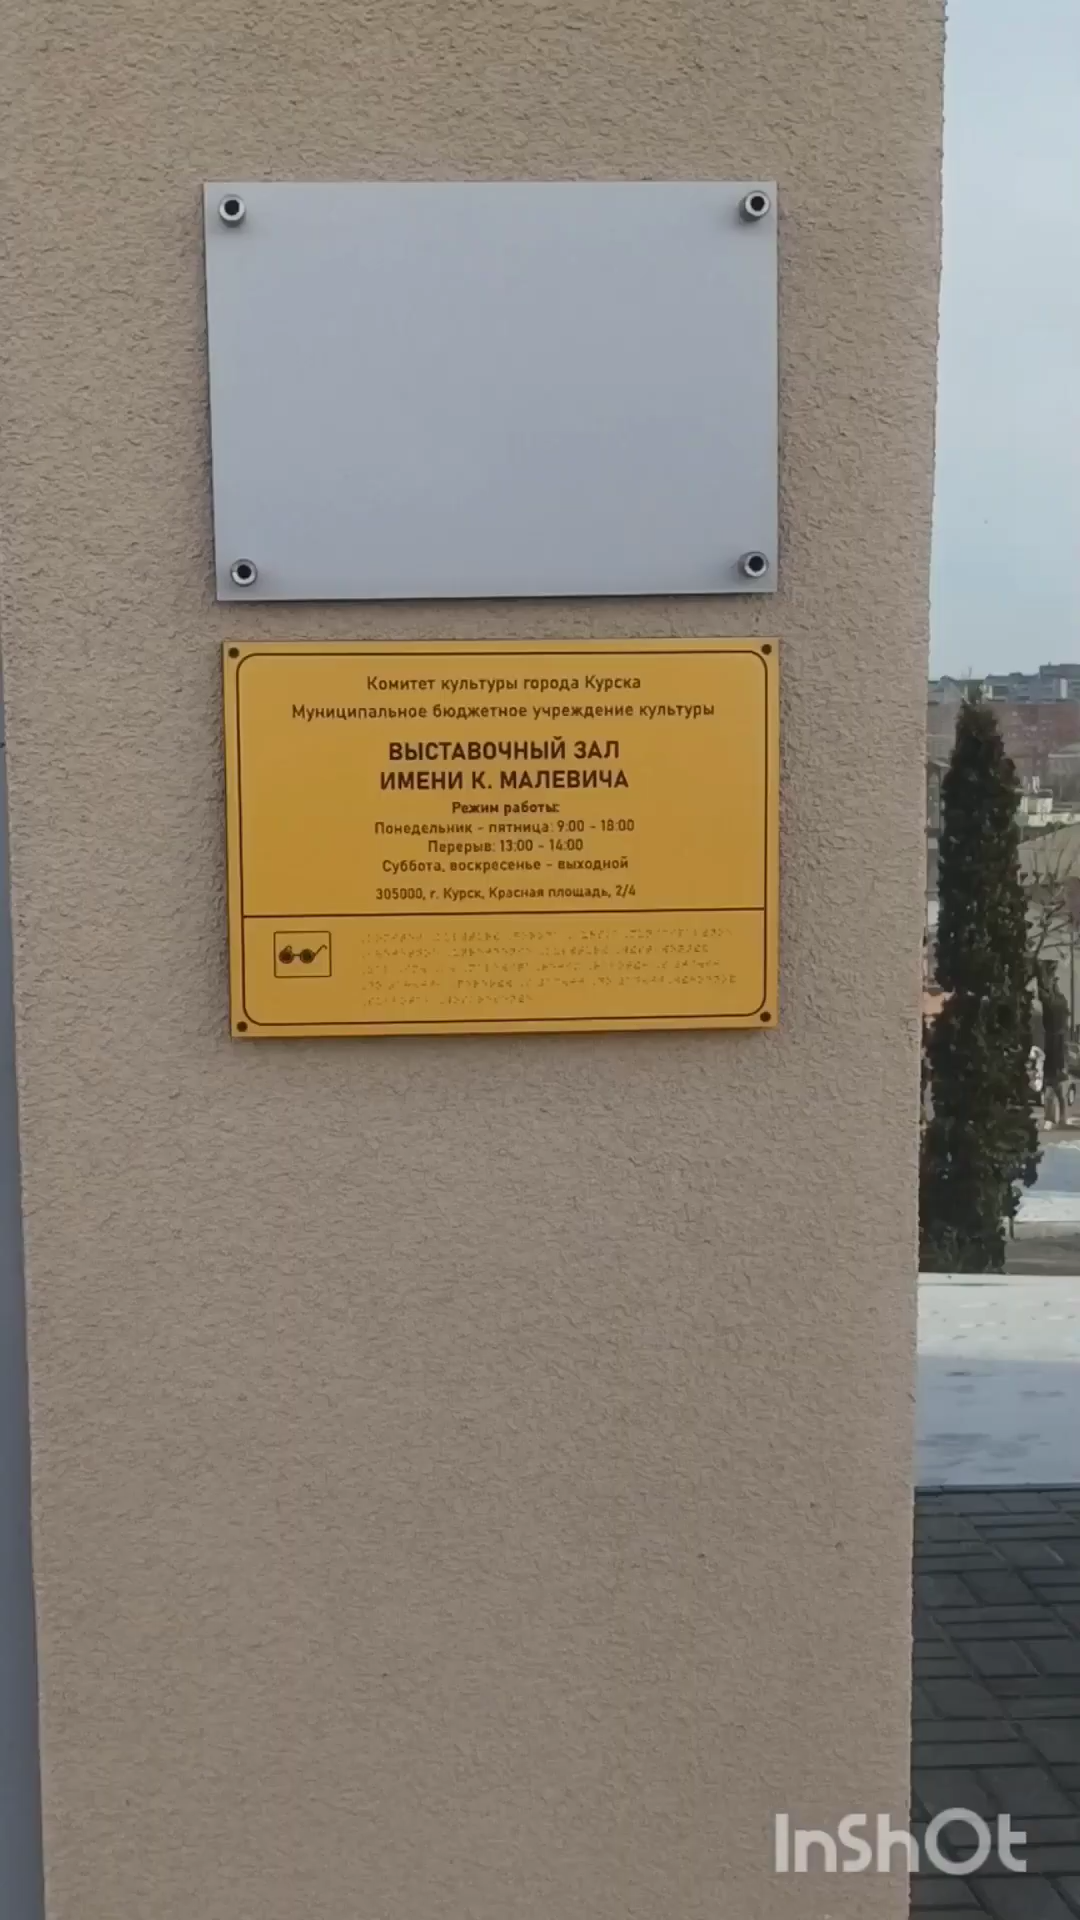 Комитет культуры города Курска
Муниципальное бюджетное учреждение культуры
ВЫСТАВОЧНЫЙ ЗАЛ
ИМЕНИ К. МАЛЕВИЧА
Режим работы:
Понедельник - пятница: 9:00 - 18:00
Перерыв: 13:00 - 14:00
Суббота, воскресенье - выходной
305000, г. Курск, Красная площадь, 2/4
InShOt